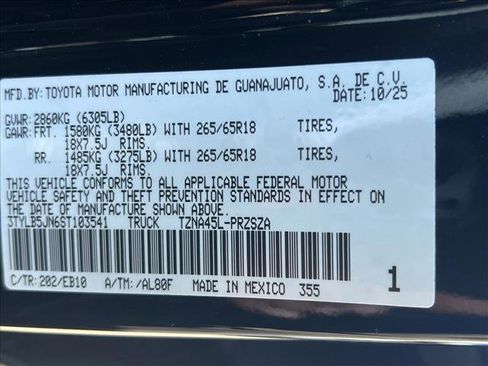 MFD.BY:TOYOTA MOTOR MANUFACTURING DE GUANAJUATO, S.A. DE C.V.
DATE:10/25
GVWR:2860KG (6305LB)
GAWR:FRT. 1580KG (3480LB) WITH 265/65R18 TIRES,
18X7.5J RIMS.
RR. 1485KG (3275LB) WITH 265/65R18 TIRES,
18X7.5J RIMS.
THIS VEHICLE CONFORMS TO ALL APPLICABLE FEDERAL MOTOR
VEHICLE SAFETY AND THEFT PREVENTION STANDARDS IN EFFECT
ON THE DATE OF MANUFACTURE SHOWN ABOVE.
3TYLB5JN6ST103541 TRUCK TZNA45L-PRZSZA
C/TR:202/EB10 A/TM:/AL80F MADE IN MEXICO 355 1